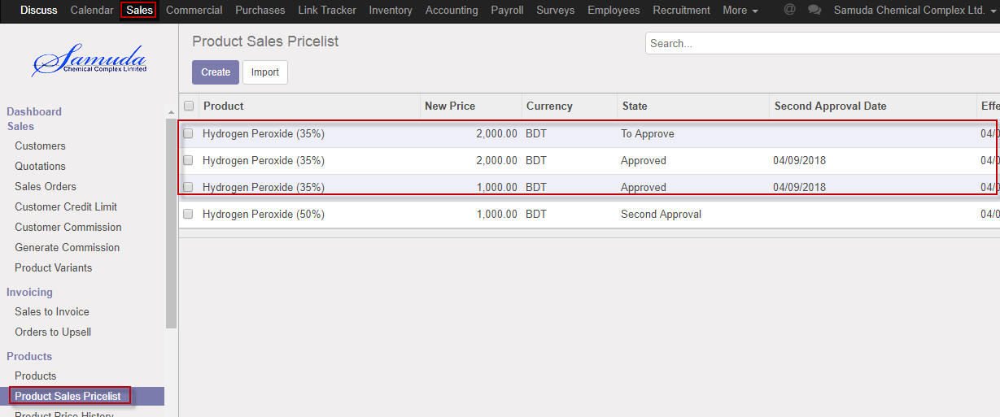 Discuss Calendar Sales Commercial Purchases Link Tracker Inventory Accounting Payroll Surveys Employees Recruitment More @ Samuda Chemical Complex Ltd.
Samuda
Chemical Complex Limited
Product Sales Pricelist
Search...
Create Import
Product New Price Currency State Second Approval Date Effe
Hydrogen Peroxide (35%) 2,000.00 BDT To Approve 04/0
Hydrogen Peroxide (35%) 2,000.00 BDT Approved 04/09/2018 04/0
Hydrogen Peroxide (35%) 1,000.00 BDT Approved 04/09/2018 04/0
Hydrogen Peroxide (50%) 1,000.00 BDT Second Approval 04/0
Dashboard
Sales
Customers
Quotations
Sales Orders
Customer Credit Limit
Customer Commission
Generate Commission
Product Variants
Invoicing
Sales to Invoice
Orders to Upsell
Products
Products
Product Sales Pricelist
Product Price History